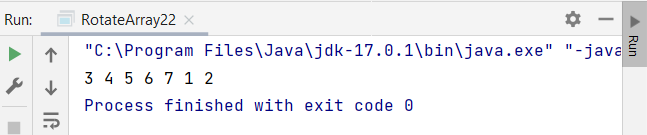 Run: RotateArray22
"C:\Program Files\Java\jdk-17.0.1\bin\java.exe" "-java
3 4 5 6 7 1 2
Process finished with exit code 0
Run